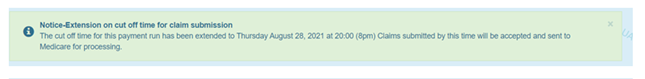 Notice-Extension on cut off time for claim submission
The cut off time for this payment run has been extended to Thursday August 28, 2021 at 20:00 (8pm) Claims submitted by this time will be accepted and sent to
Medicare for processing.